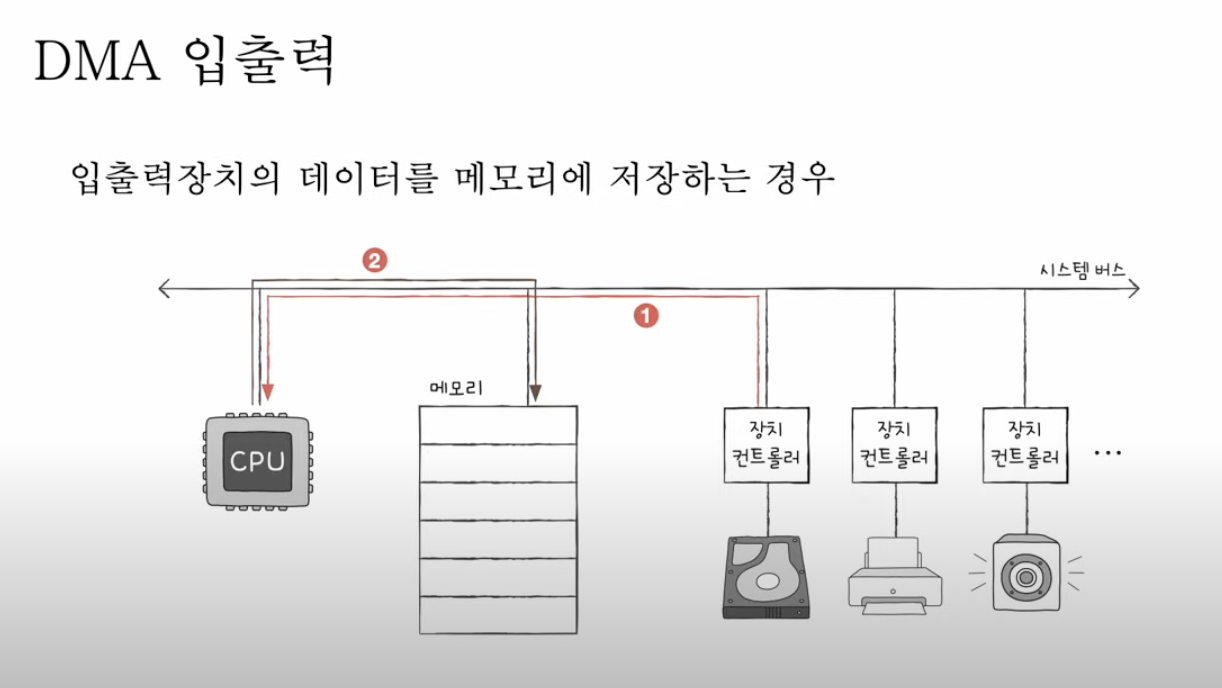 DMA 입출력
입출력장치의 데이터를 메모리에 저장하는 경우
2
시스템 버스
1
메모리
CPU
장치
컨트롤러
장치
컨트롤러
장치
컨트롤러
...